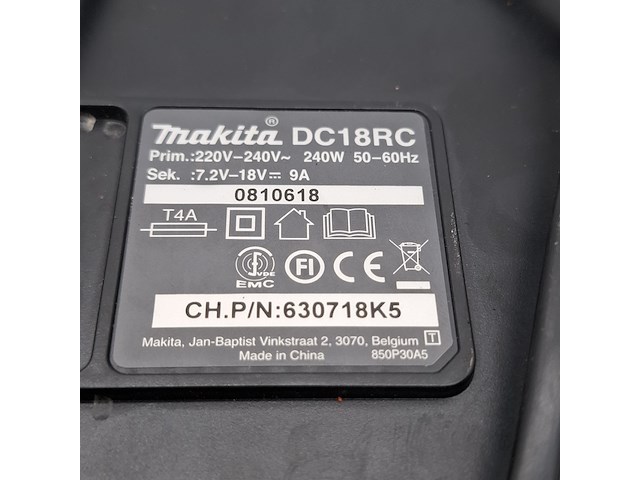 makita® DC18RC
Prim.:220V–240V~ 240W 50–60Hz
Sek. :7.2V–18V⎓ 9A
0810618
T4A
VDE
EMC
FI
CE
CH.P/N:630718K5
Makita, Jan-Baptist Vinkstraat 2, 3070, Belgium T
Made in China 850P30A5